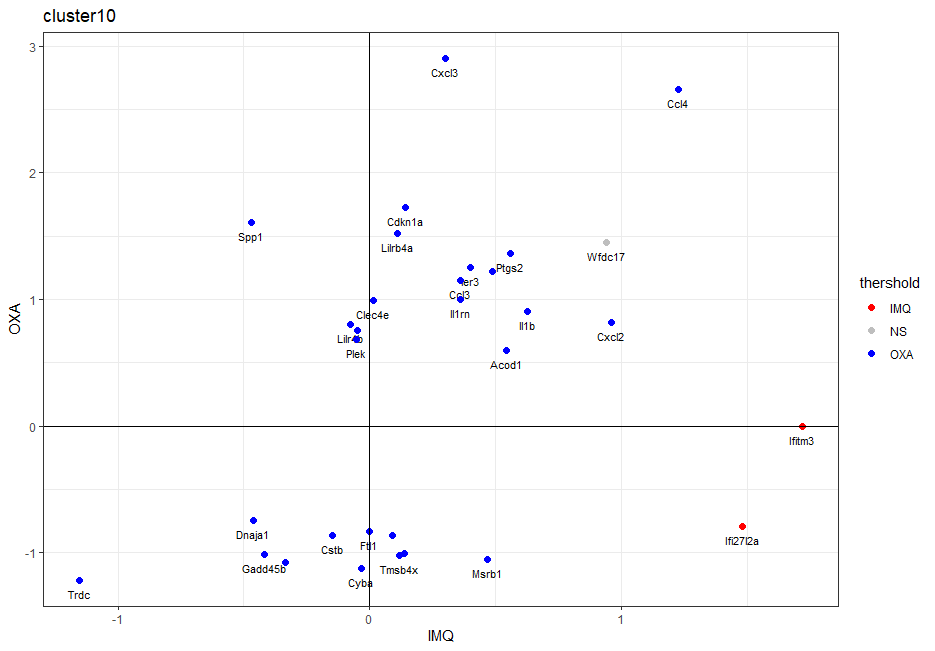 cluster10
3
2
1
0
-1
OXA
Cxcl3
Ccl4
Spp1
Cdkn1a
Lilrb4a
Wfdc17
Ptgs2
Ier3
Ccl3
Clec4e
Il1rn
Il1b
Cxcl2
Plek
Acod1
Ifitm3
Dnaja1
Ifi27l2a
Cstb
Ftl1
Gadd45b
Tmsb4x
Msrb1
Cyba
Trdc
-1
0
1
IMQ
thershold
IMQ
NS
OXA